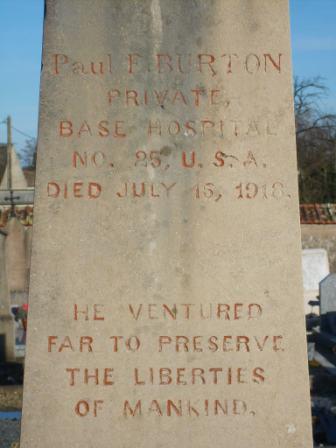 Paul F. BURTON
PRIVATE,
BASE HOSPITAL
NO. 25, U. S. A.
DIED JULY 15, 1918.
HE VENTURED
FAR TO PRESERVE
THE LIBERTIES
OF MANKIND.